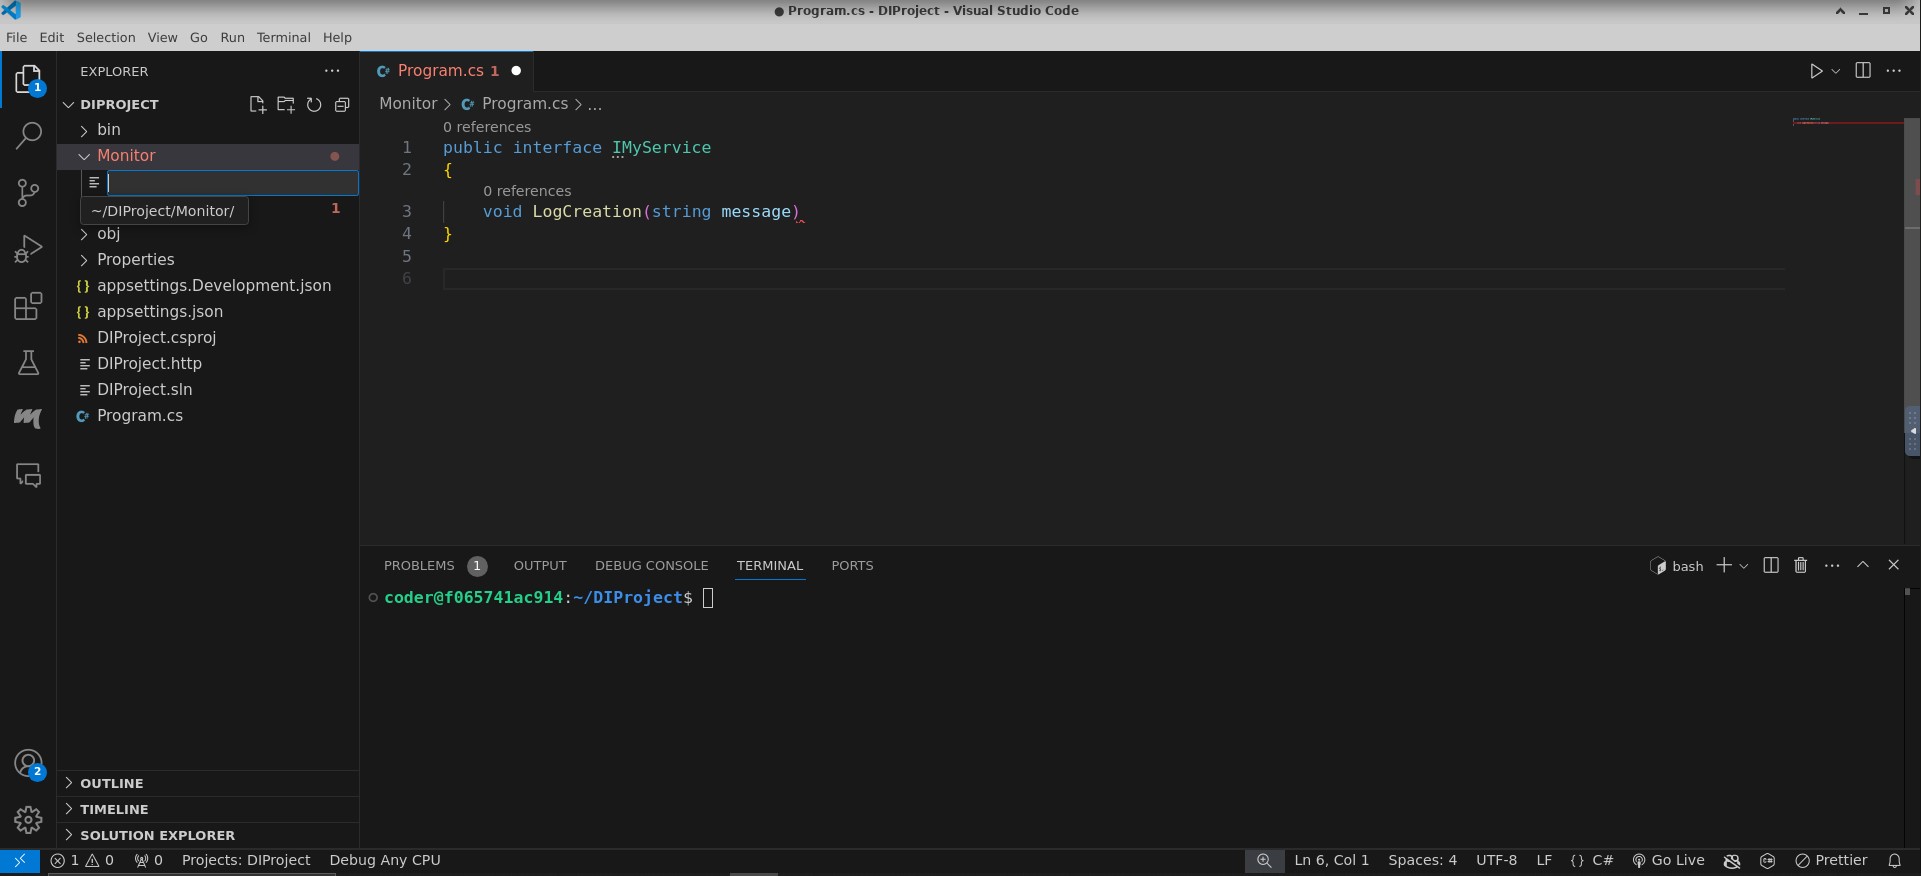 ● Program.cs - DIProject - Visual Studio Code
File Edit Selection View Go Run Terminal Help
1
EXPLORER
DIPROJECT
bin
Monitor
~/DIProject/Monitor/
1
obj
Properties
appsettings.Development.json
appsettings.json
DIProject.csproj
DIProject.http
DIProject.sln
Program.cs
OUTLINE
TIMELINE
SOLUTION EXPLORER
2
Program.cs 1
Monitor > Program.cs > ...
0 references
1 public interface IMyService
2 {
0 references
3 void LogCreation(string message)
4 }
5
6
PROBLEMS 1 OUTPUT DEBUG CONSOLE TERMINAL PORTS
bash
coder@f065741ac914:~/DIProject$
1 0 0 Projects: DIProject Debug Any CPU Ln 6, Col 1 Spaces: 4 UTF-8 LF {} C# Go Live Prettier